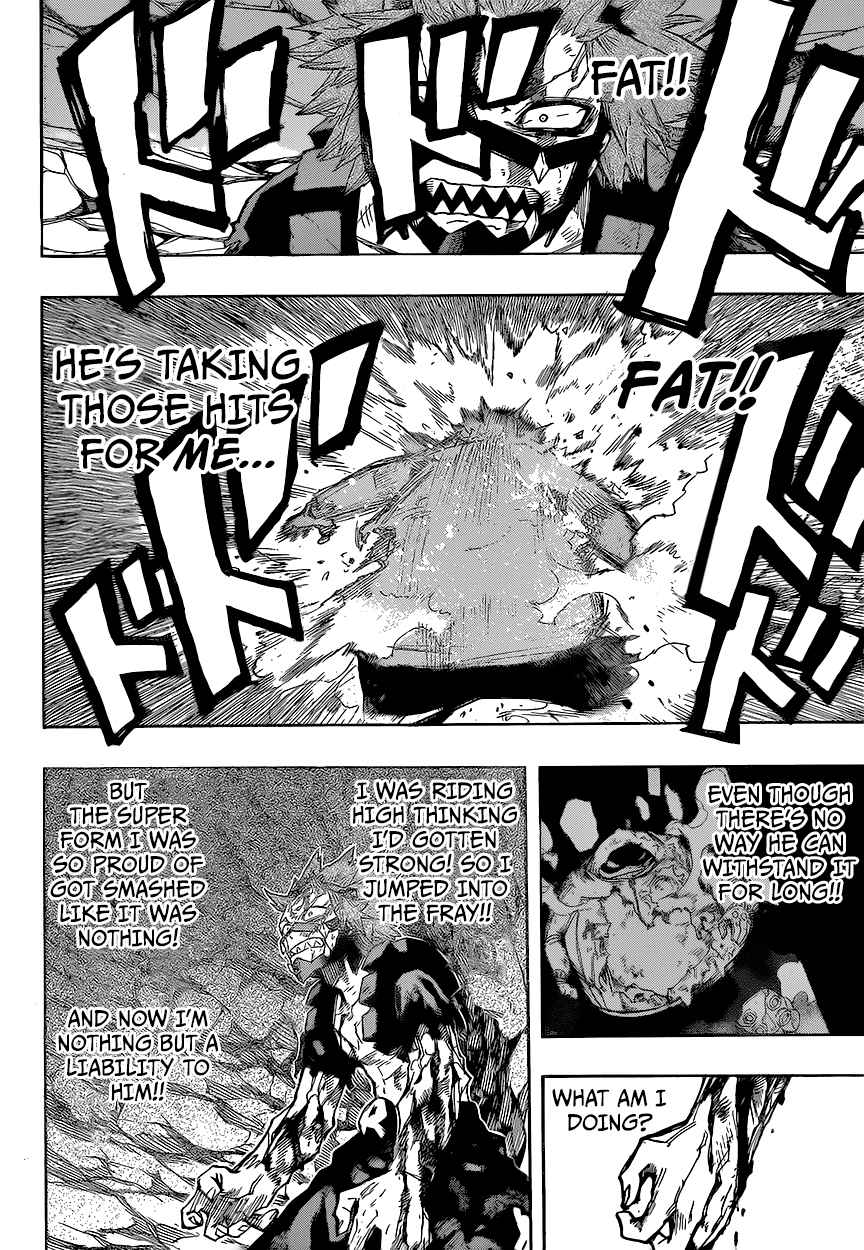 FAT!!
ド
ド
ド
ド
FAT!!
HE'S TAKING
THOSE HITS
FOR ME...
ド
ド
ド
ド
EVEN THOUGH
THERE'S NO
WAY HE CAN
WITHSTAND IT
FOR LONG!!
I WAS RIDING
HIGH THINKING
I'D GOTTEN
STRONG! SO I
JUMPED INTO
THE FRAY!!
BUT
THE SUPER
FORM I WAS
SO PROUD OF
GOT SMASHED
LIKE IT WAS
NOTHING!
AND NOW I'M
NOTHING BUT A
LIABILITY TO
HIM!!
WHAT AM I
DOING?